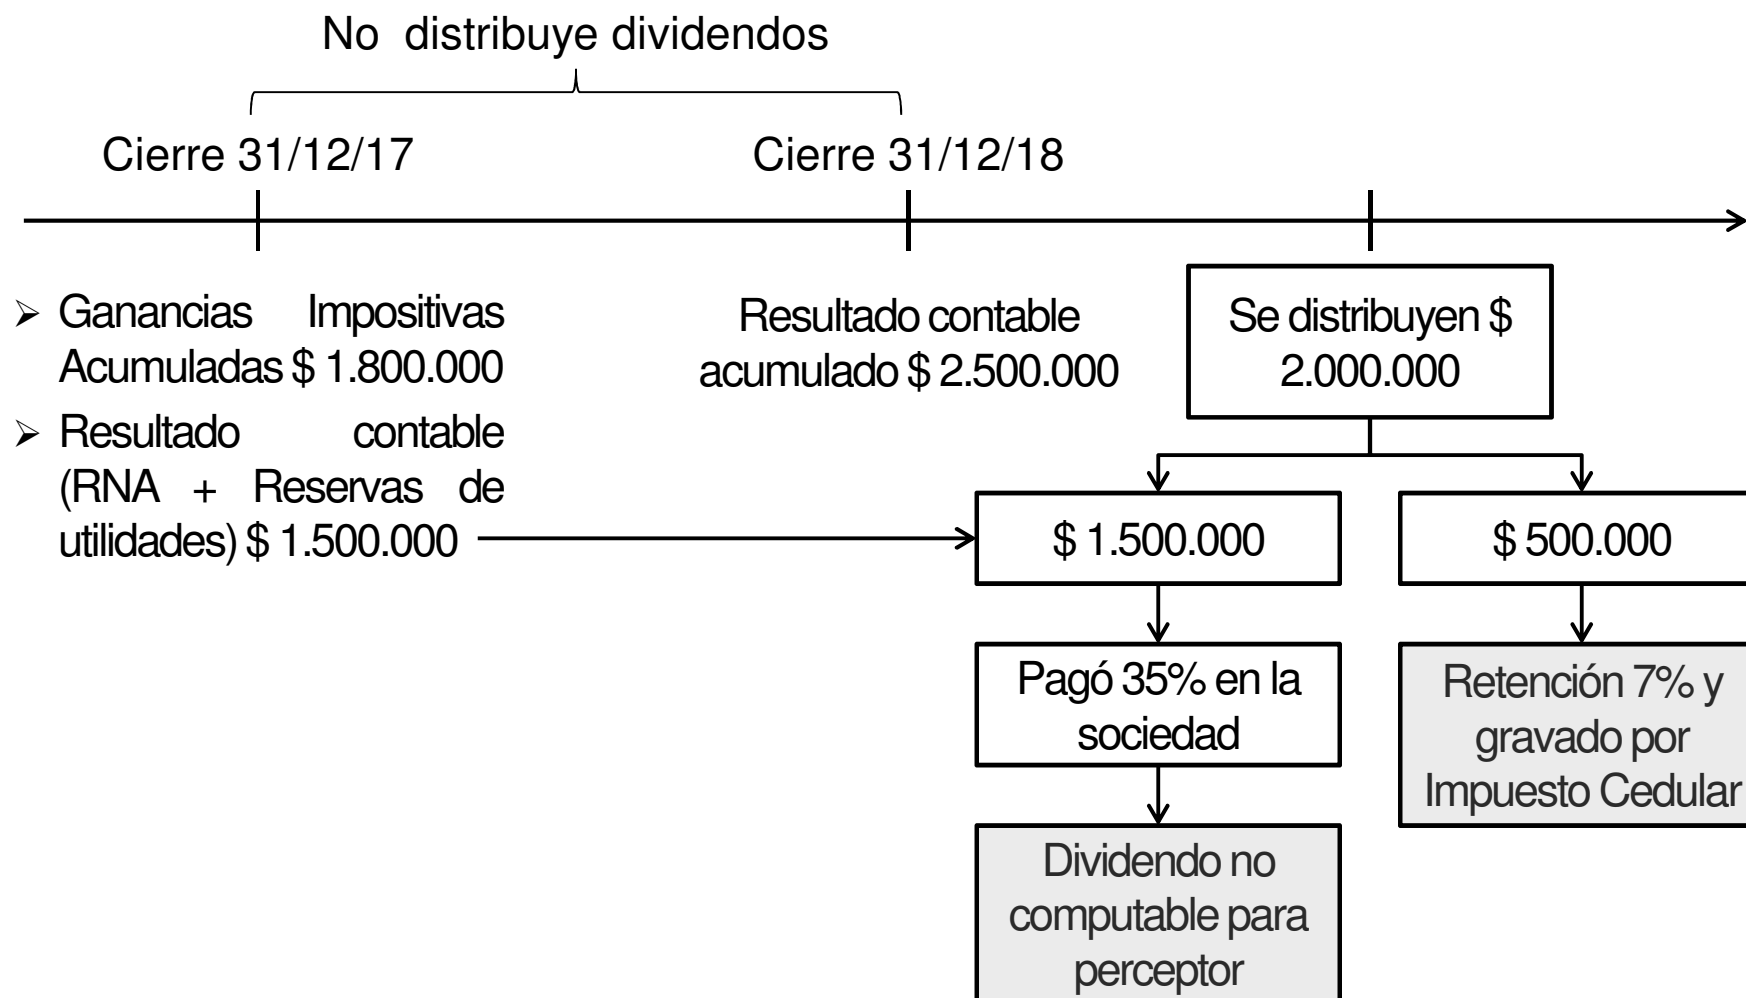 No distribuye dividendos
Cierre 31/12/17
Cierre 31/12/18
➢ Ganancias Impositivas
Acumuladas $ 1.800.000
➢ Resultado contable
(RNA + Reservas de
utilidades) $ 1.500.000
Resultado contable
acumulado $ 2.500.000
Se distribuyen $
2.000.000
$ 1.500.000
$ 500.000
Pagó 35% en la
sociedad
Retención 7% y
gravado por
Impuesto Cedular
Dividendo no
computable para
perceptor